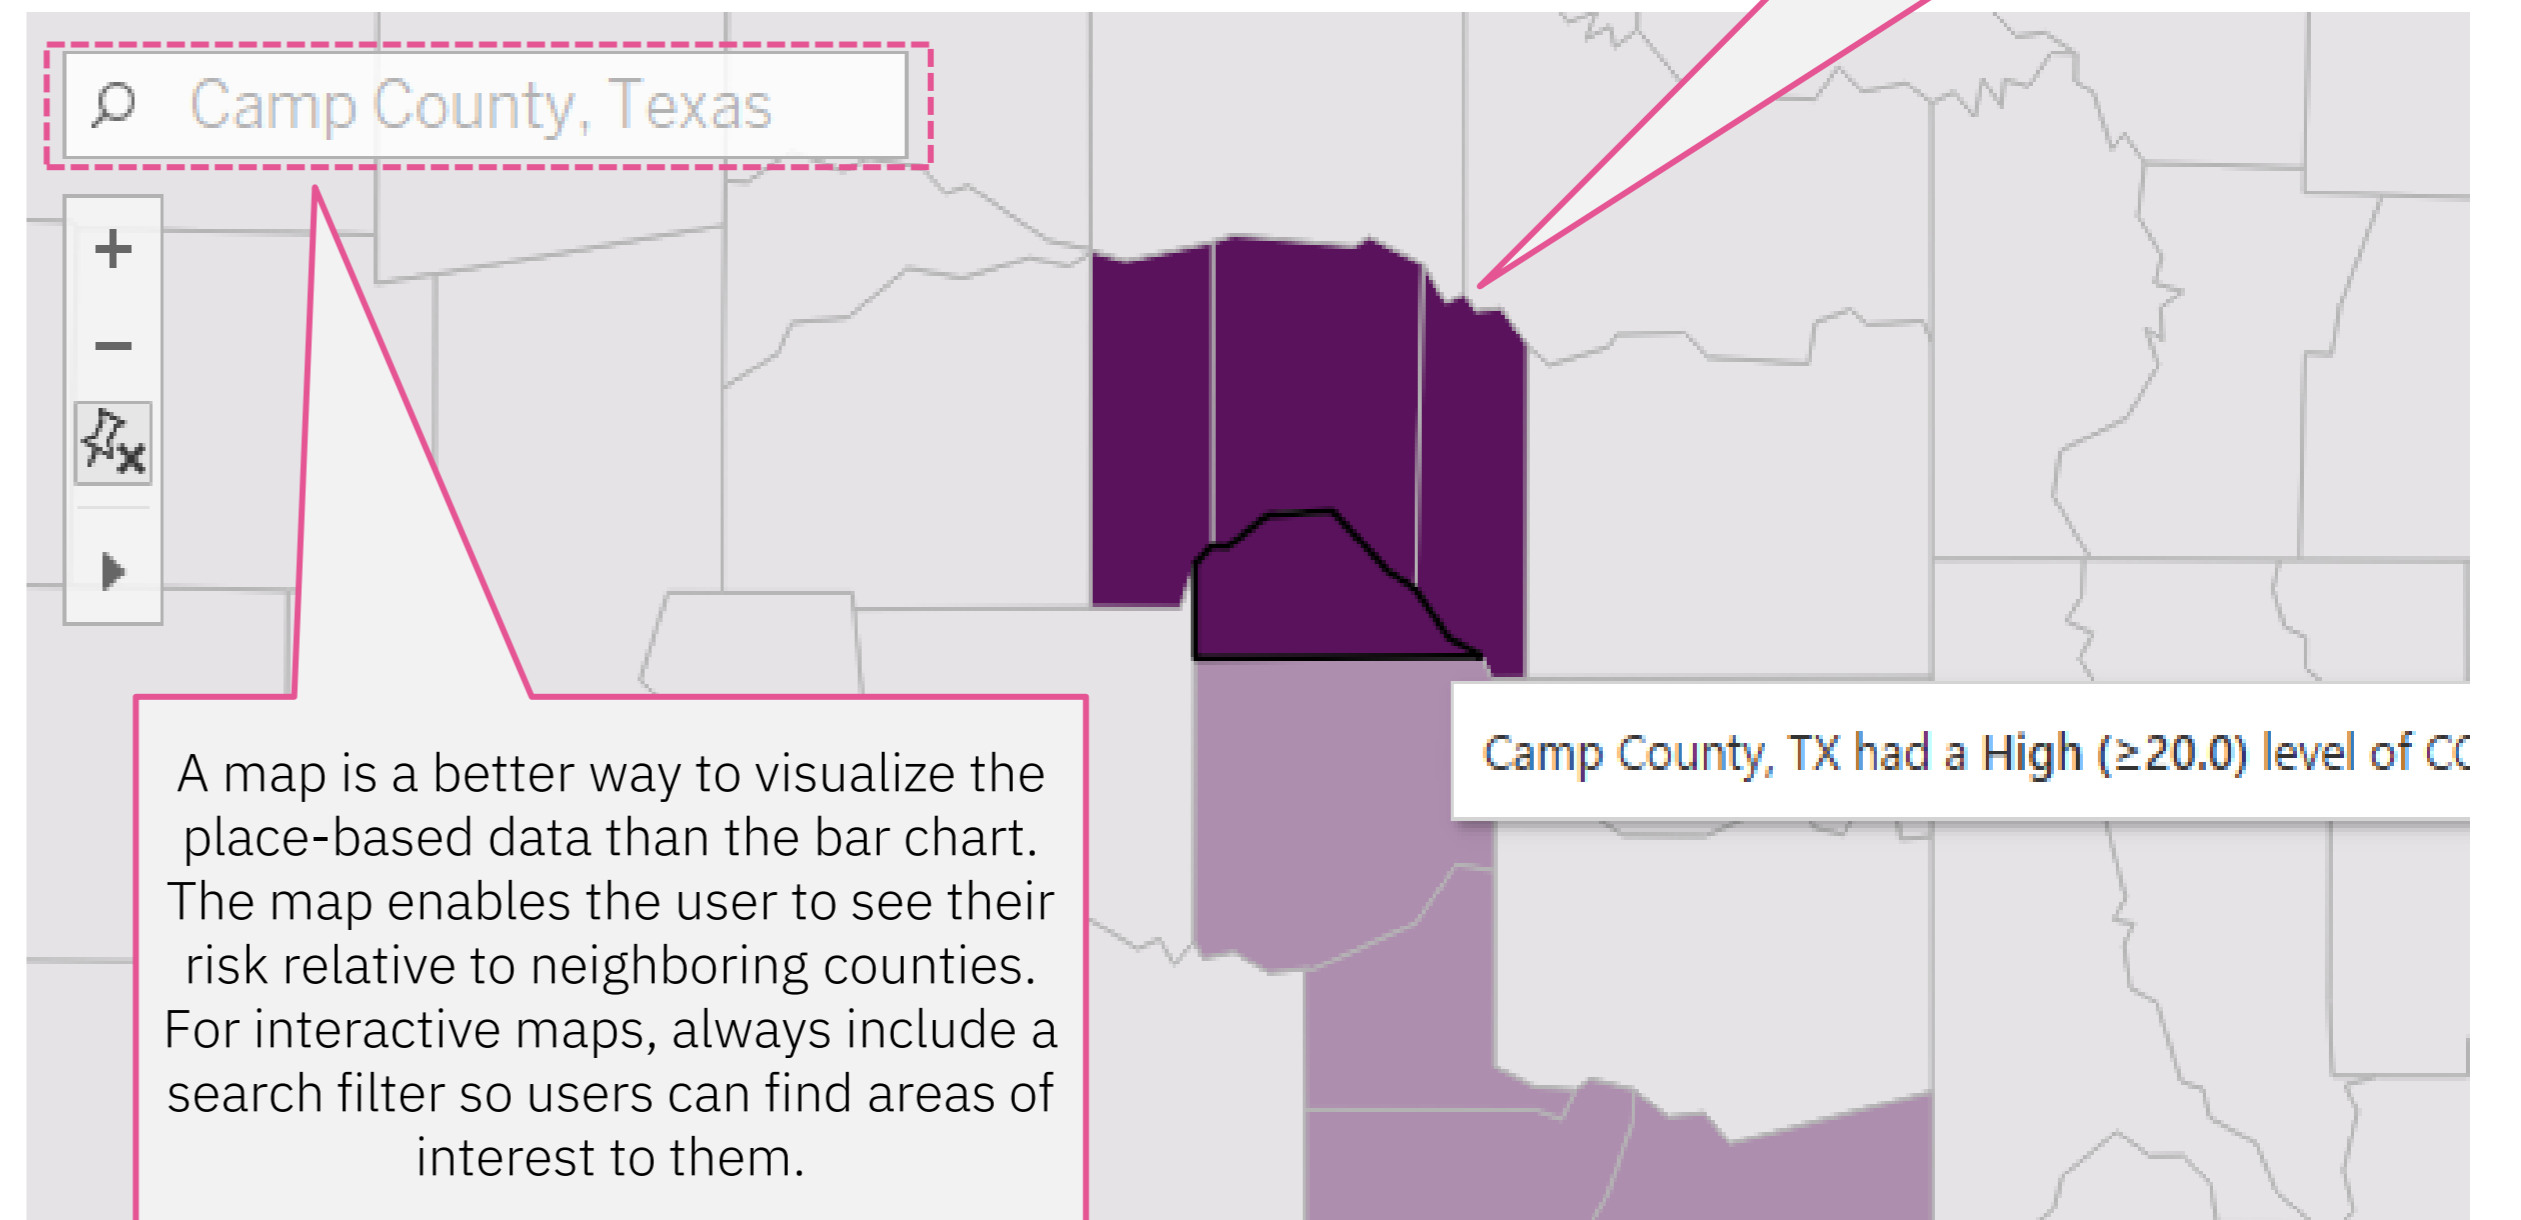 Camp County, Texas
+
−
A map is a better way to visualize the
place-based data than the bar chart.
The map enables the user to see their
risk relative to neighboring counties.
For interactive maps, always include a
search filter so users can find areas of
interest to them.
Camp County, TX had a High (≥20.0) level of